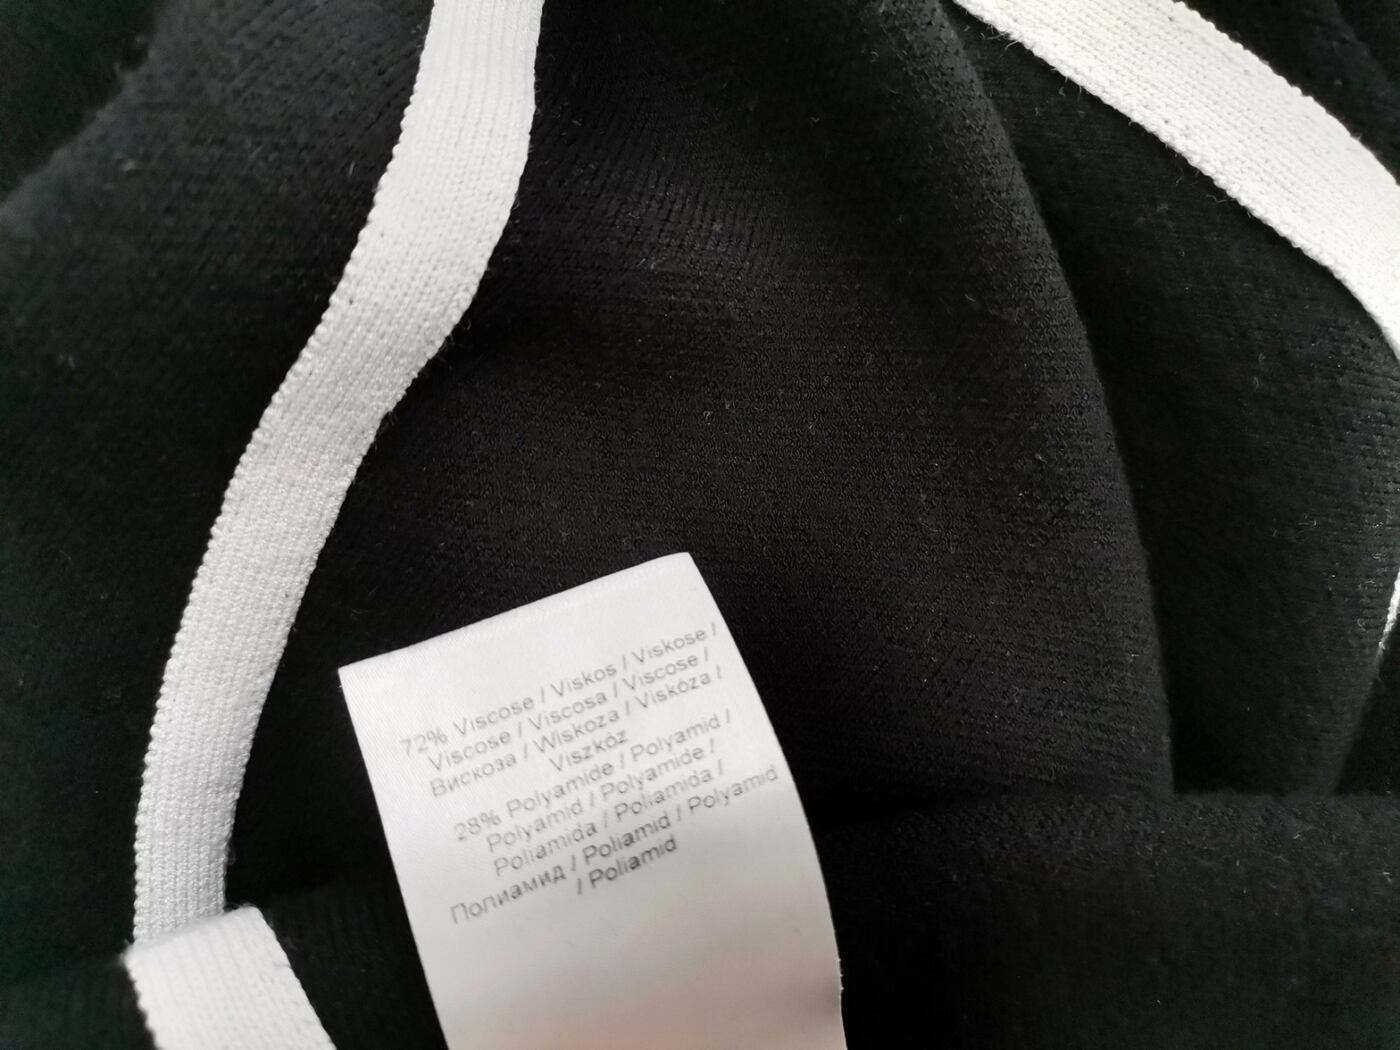 72% Viscose / Viskos / Viskose /
Viscose / Viscosa / Viscose /
Вискоза / Wiskoza / Viskóza /
Viszkóz
28% Polyamide / Polyamid /
Polyamid / Polyamide /
Poliamida / Poliamida /
Полиамид / Poliamid / Polyamid
/ Poliamid